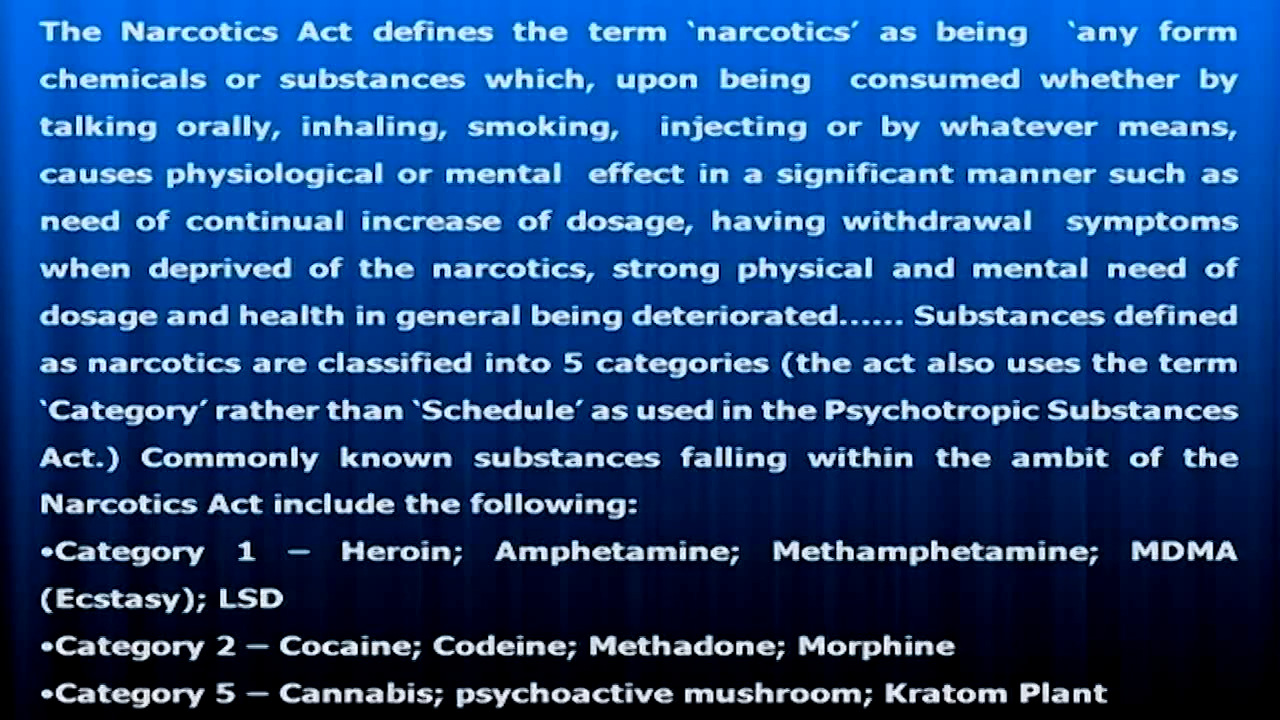 The Narcotics Act defines the term `narcotics′ as being `any form
chemicals or substances which, upon being consumed whether by
talking orally, inhaling, smoking, injecting or by whatever means,
causes physiological or mental effect in a significant manner such as
need of continual increase of dosage, having withdrawal symptoms
when deprived of the narcotics, strong physical and mental need of
dosage and health in general being deteriorated...... Substances defined
as narcotics are classified into 5 categories (the act also uses the term
`Category′ rather than `Schedule′ as used in the Psychotropic Substances
Act.) Commonly known substances falling within the ambit of the
Narcotics Act include the following:
•Category 1 – Heroin; Amphetamine; Methamphetamine; MDMA
(Ecstasy); LSD
•Category 2 – Cocaine; Codeine; Methadone; Morphine
•Category 5 – Cannabis; psychoactive mushroom; Kratom Plant